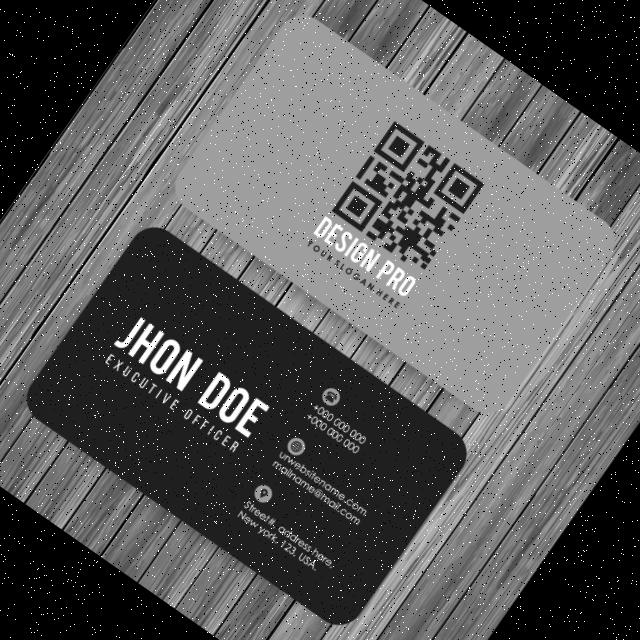 DESIGN PRO
YOUR SLOGAN HERE
JHON DOE
EXUCUTIVE OFFICER
+000 000 000
+000 000 000
urwebsitename.com
mailname@mail.com
Street#, address here,
New york, 123, USA